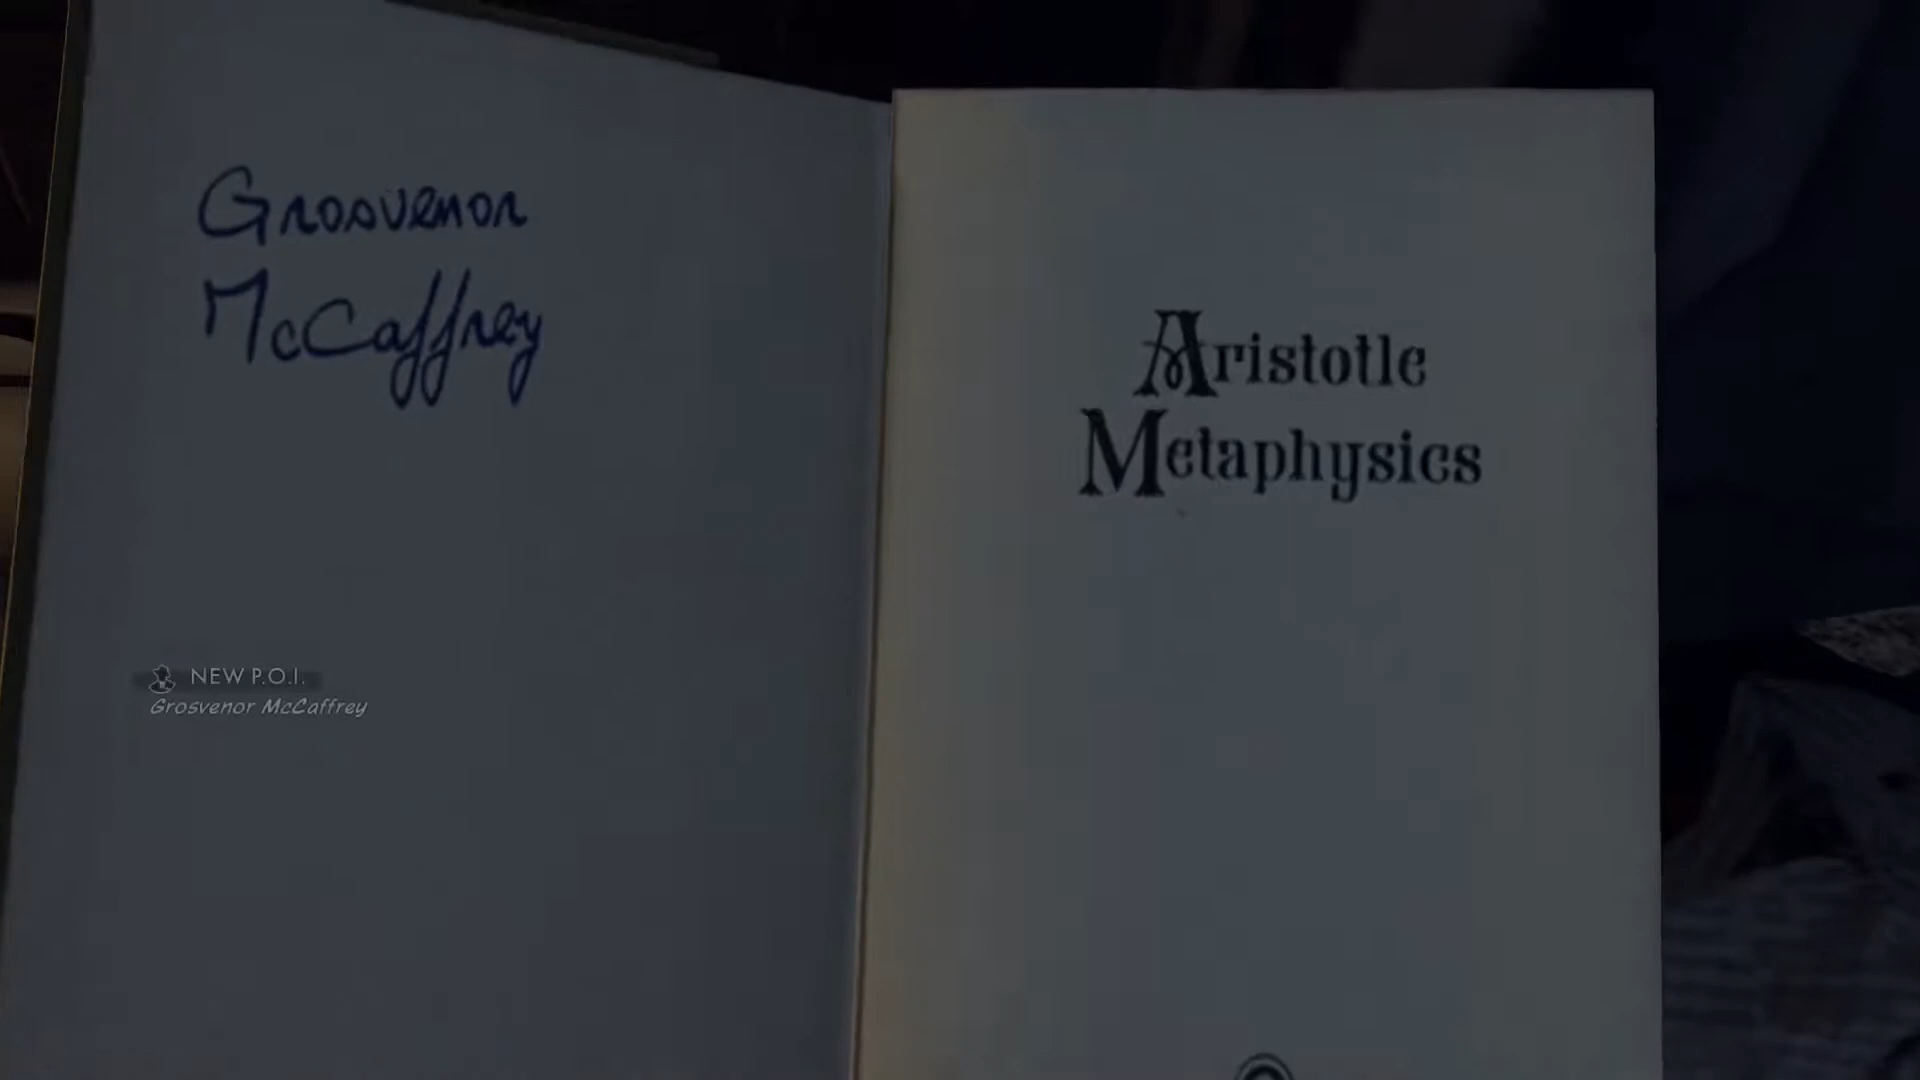 Grosvenor
McCaffrey
NEW P.O.I.
Grosvenor McCaffrey
Aristotle
Metaphysics